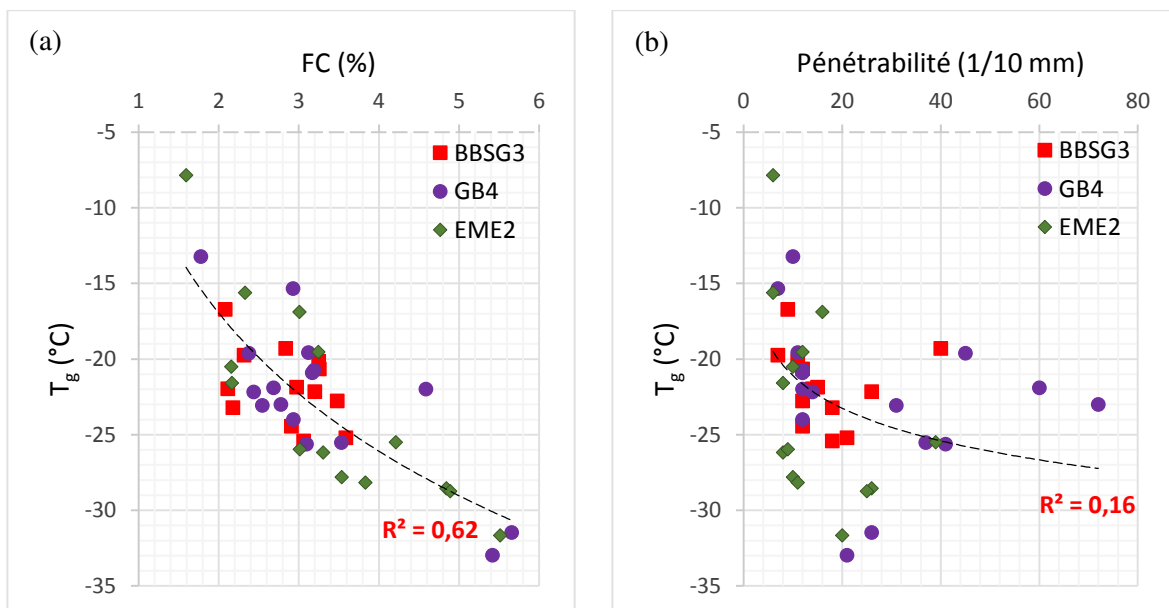 (a)
FC (%)
1 2 3 4 5 6
-5
-10
-15
-20
-25
-30
-35
T_g (°C)
BBSG3
GB4
EME2
R² = 0,62
(b)
Pénétrabilité (1/10 mm)
0 20 40 60 80
-5
-10
-15
-20
-25
-30
-35
T_g (°C)
BBSG3
GB4
EME2
R² = 0,16